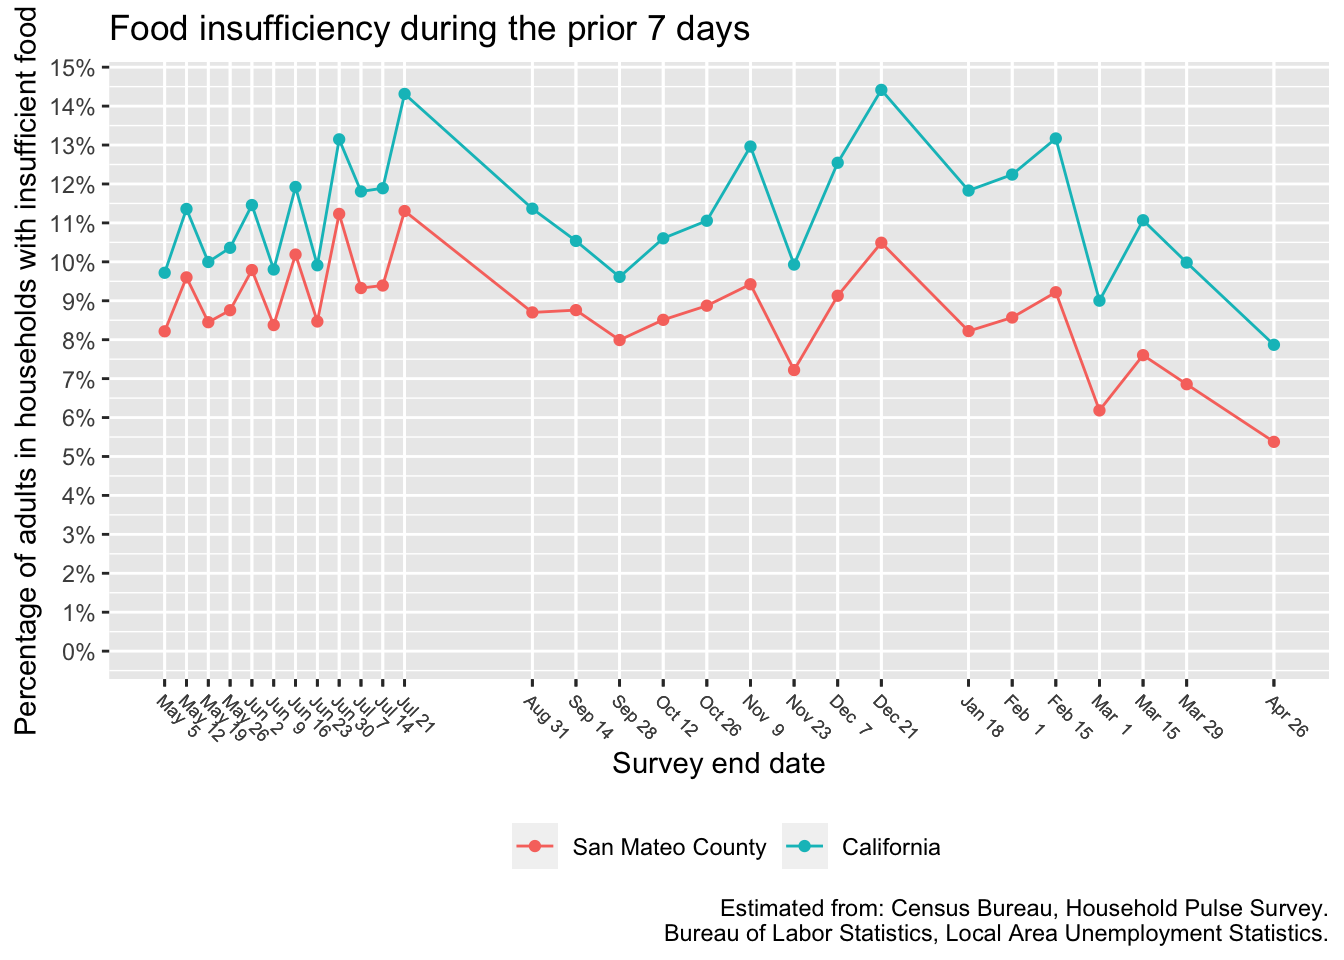 Food insufficiency during the prior 7 days
Percentage of adults in households with insufficient food
15%
14%
13%
12%
11%
10%
9%
8%
7%
6%
5%
4%
3%
2%
1%
0%
May 5
May 12
May 19
May 26
Jun 2
Jun 9
Jun 16
Jun 23
Jun 30
Jul 7
Jul 14
Jul 21
Aug 31
Sep 14
Sep 28
Oct 12
Oct 26
Nov 9
Nov 23
Dec 7
Dec 21
Jan 18
Feb 1
Feb 15
Mar 1
Mar 15
Mar 29
Apr 26
Survey end date
San Mateo County
California
Estimated from: Census Bureau, Household Pulse Survey.
Bureau of Labor Statistics, Local Area Unemployment Statistics.